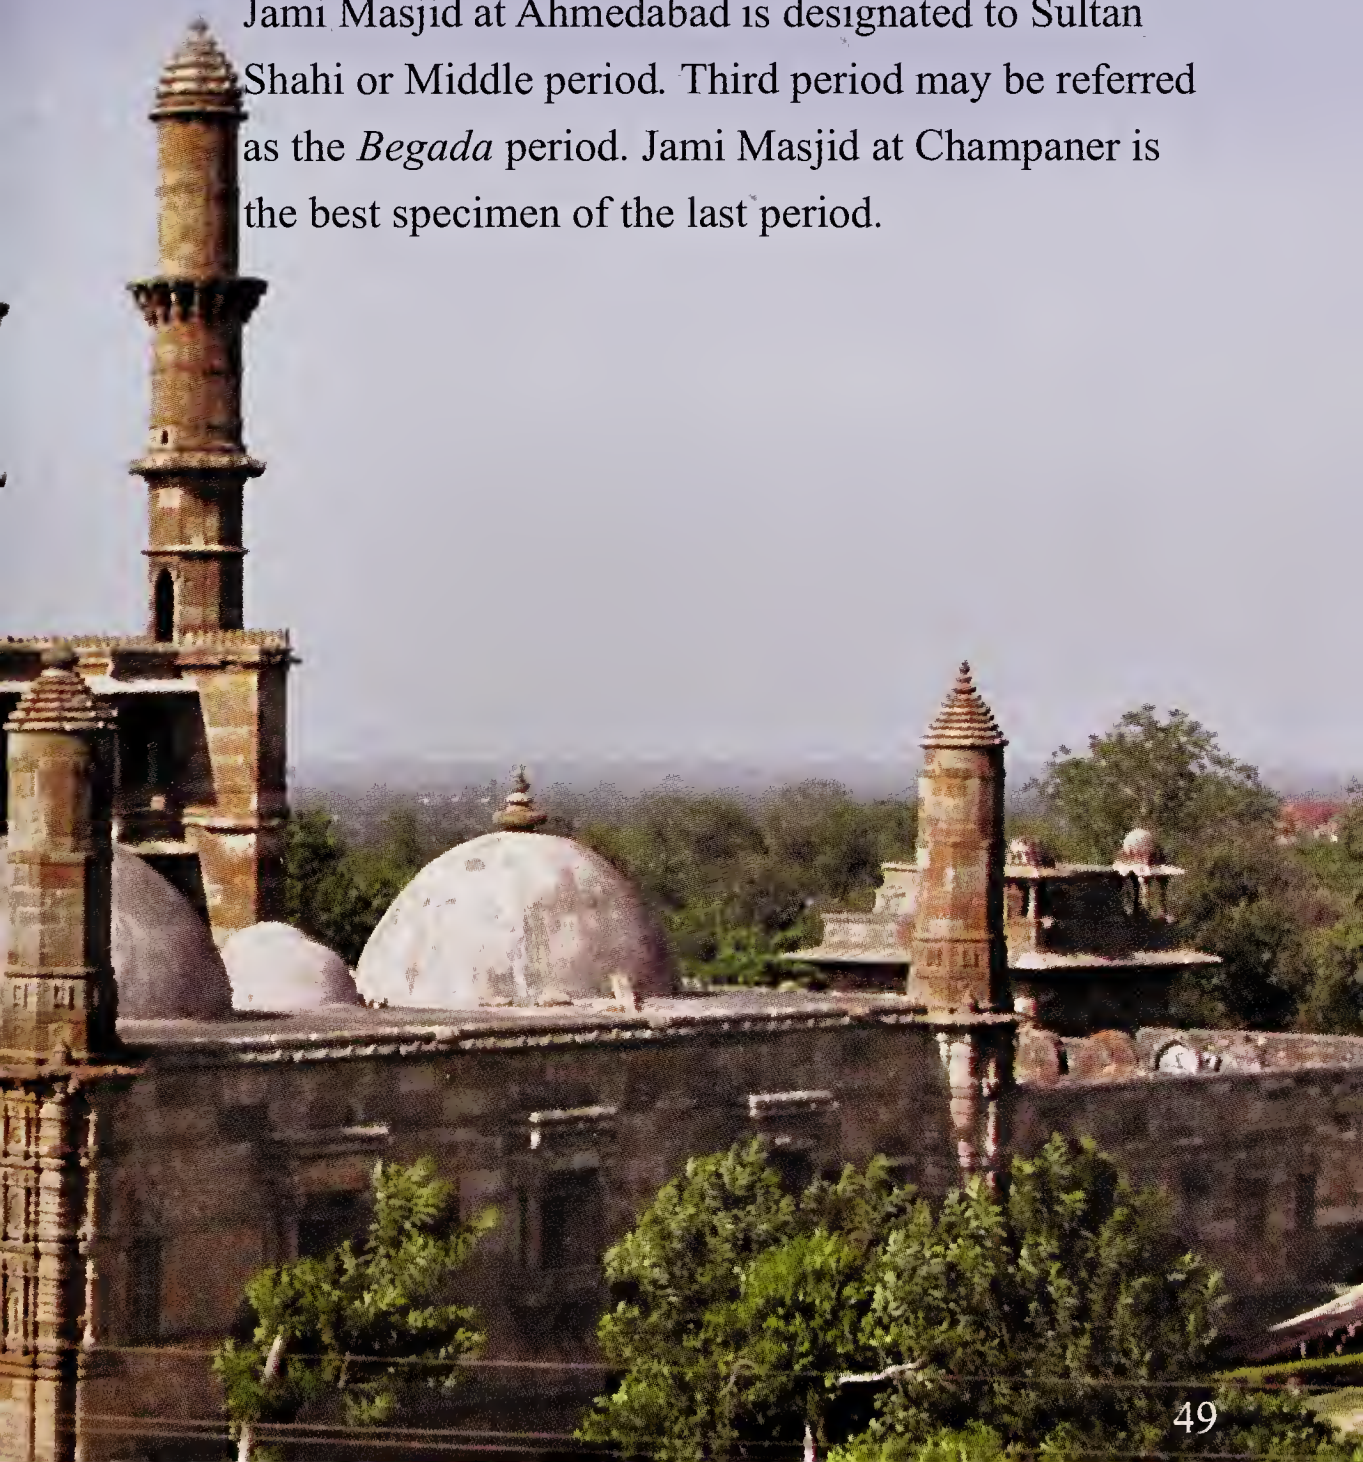 Jami Masjid at Ahmedabad is designated to Sultan
Shahi or Middle period. Third period may be referred
as the Begada period. Jami Masjid at Champaner is
the best specimen of the last period.
49